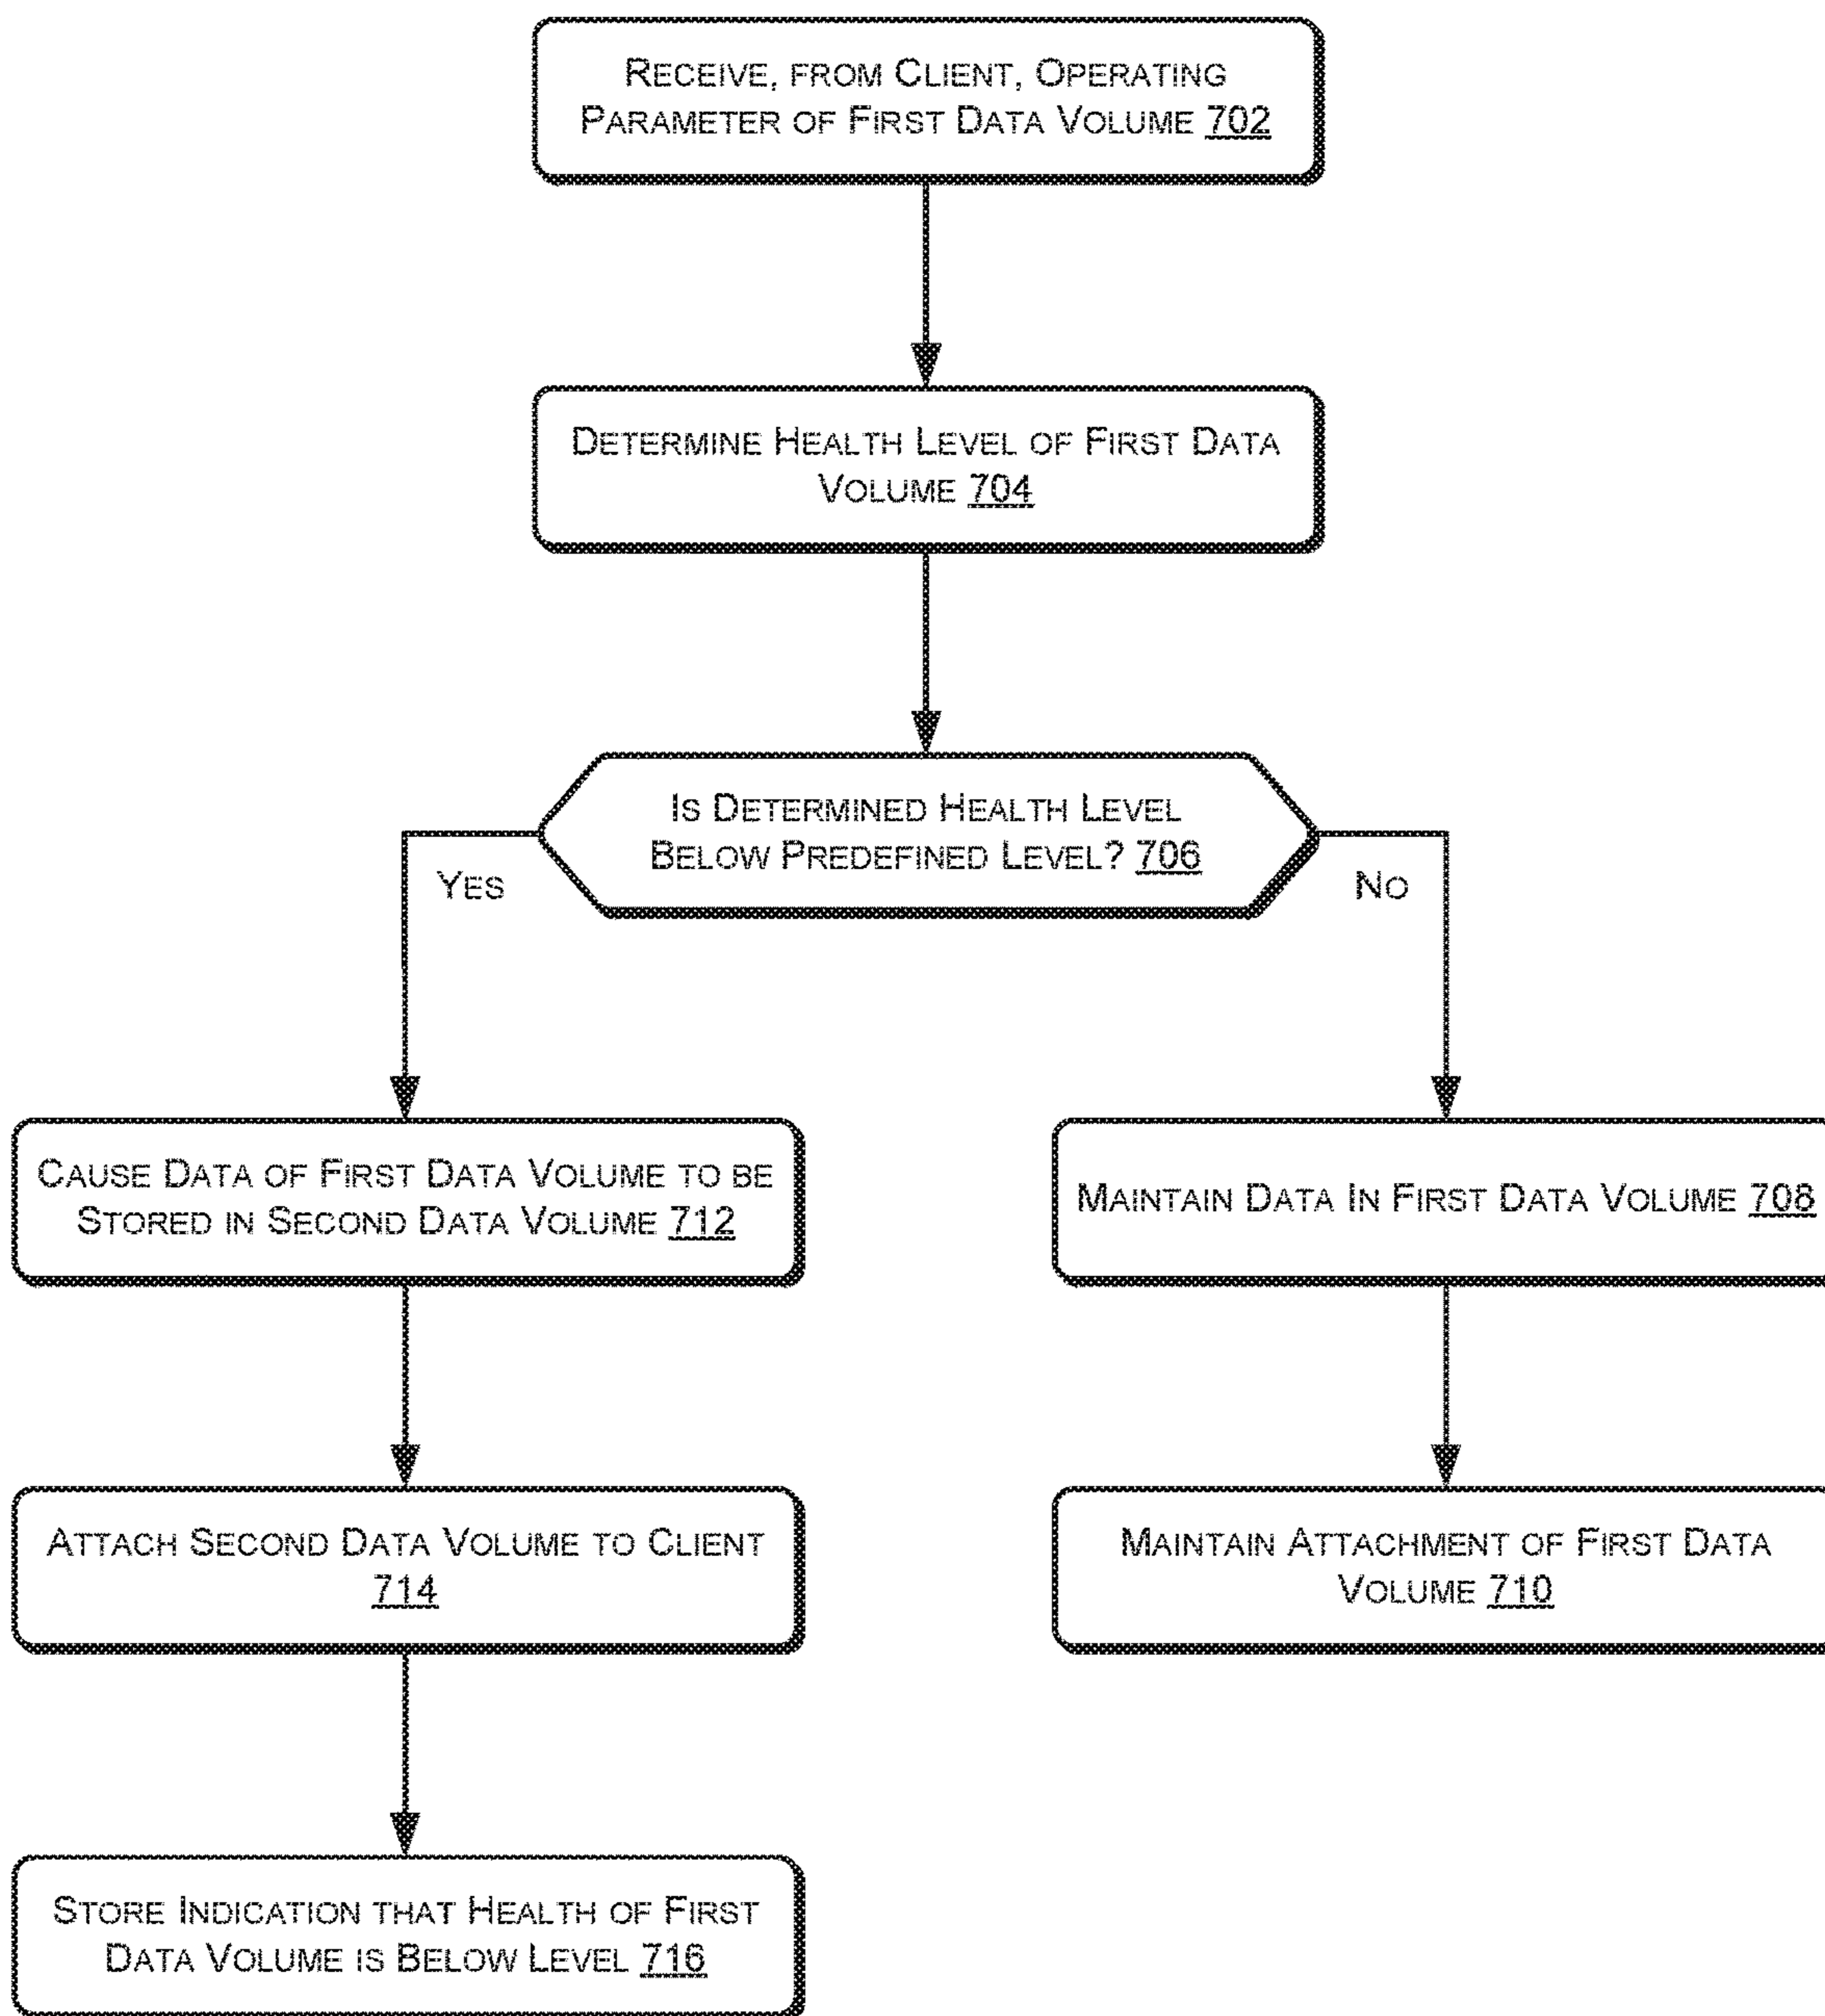 RECEIVE, FROM CLIENT, OPERATING
PARAMETER OF FIRST DATA VOLUME 702
DETERMINE HEALTH LEVEL OF FIRST DATA
VOLUME 704
IS DETERMINED HEALTH LEVEL
BELOW PREDEFINED LEVEL? 706
YES
NO
CAUSE DATA OF FIRST DATA VOLUME TO BE
STORED IN SECOND DATA VOLUME 712
MAINTAIN DATA IN FIRST DATA VOLUME 708
ATTACH SECOND DATA VOLUME TO CLIENT
714
MAINTAIN ATTACHMENT OF FIRST DATA
VOLUME 710
STORE INDICATION THAT HEALTH OF FIRST
DATA VOLUME IS BELOW LEVEL 716